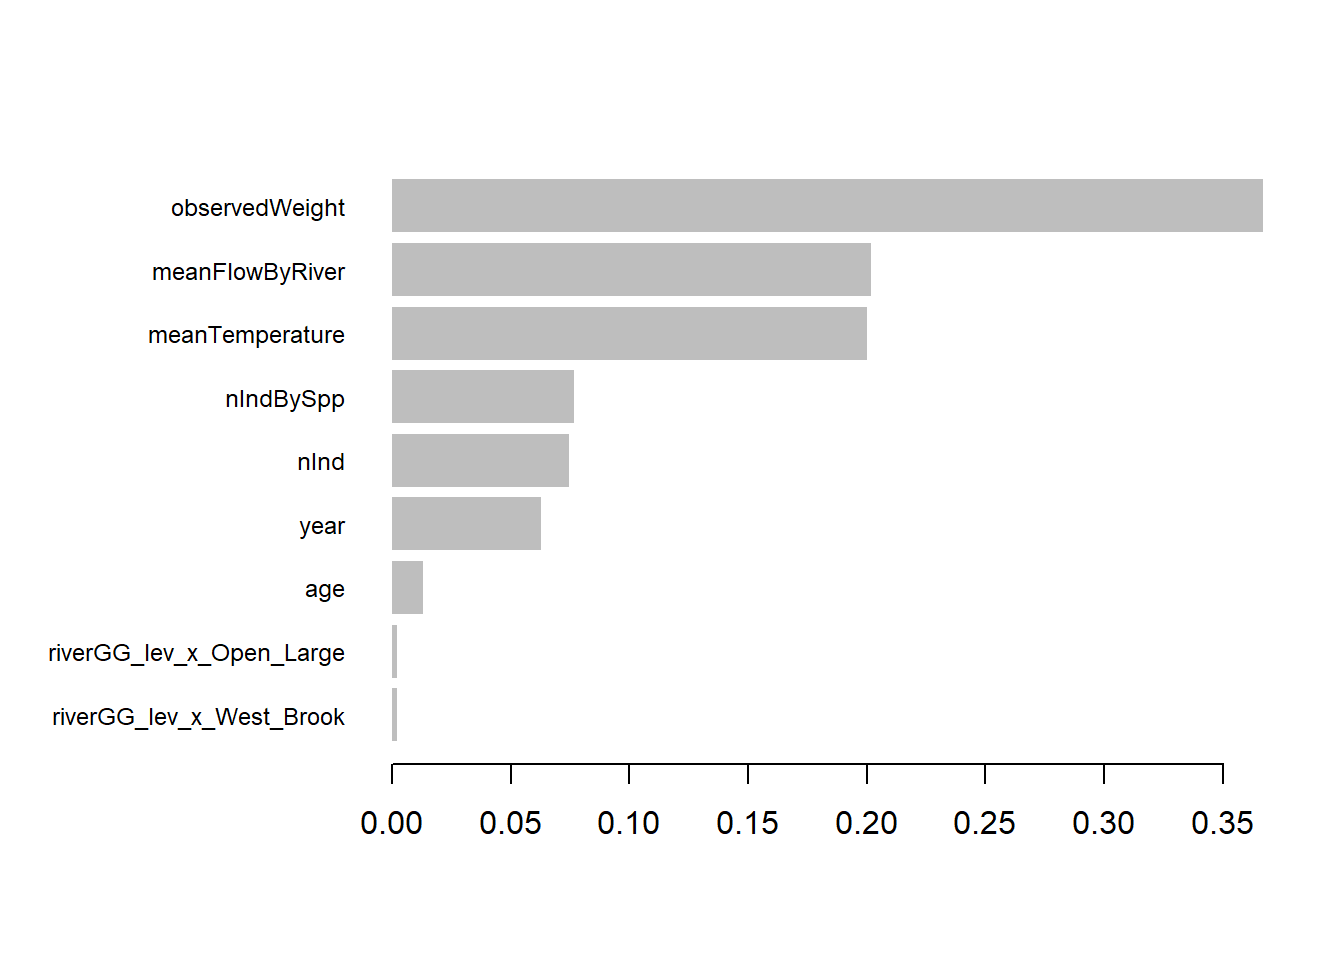 observedWeight
meanFlowByRiver
meanTemperature
nIndBySpp
nInd
year
age
riverGG_lev_x_Open_Large
riverGG_lev_x_West_Brook
0.00 0.05 0.10 0.15 0.20 0.25 0.30 0.35